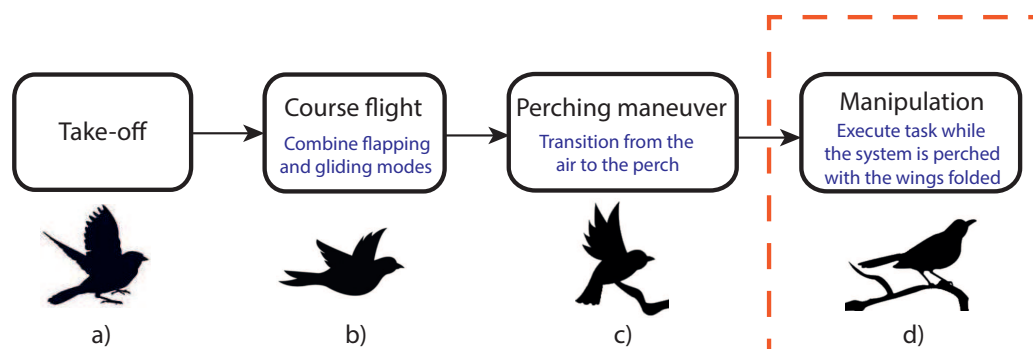 Take-off
Course flight
Combine flapping
and gliding modes
Perching maneuver
Transition from the
air to the perch
Manipulation
Execute task while
the system is perched
with the wings folded
a)
b)
c)
d)